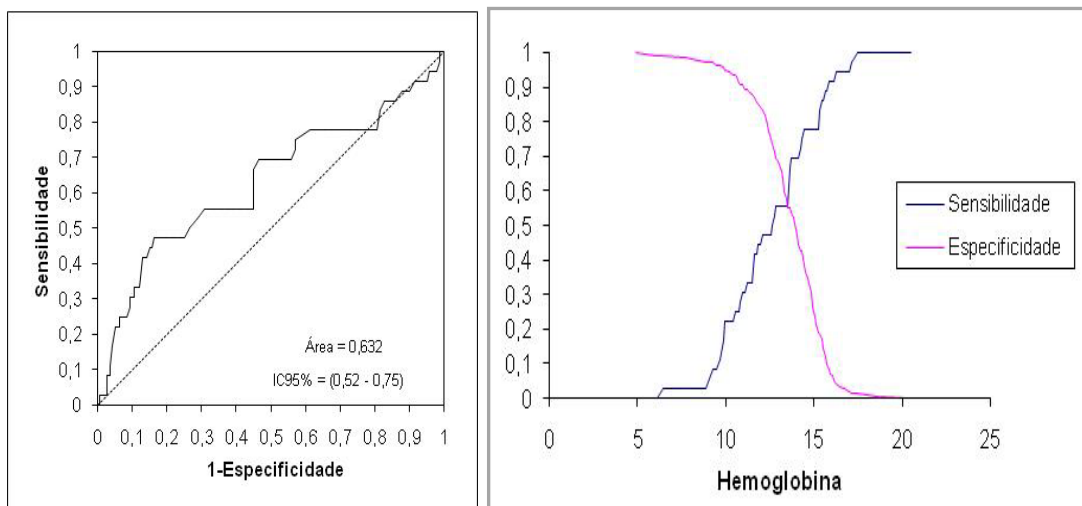 1
0,9
0,8
0,7
0,6
0,5
0,4
0,3
0,2
0,1
0
Sensibilidade
Área = 0,632
IC95% = (0,52 - 0,75)
0 0,1 0,2 0,3 0,4 0,5 0,6 0,7 0,8 0,9 1
1-Especificidade
1
0,9
0,8
0,7
0,6
0,5
0,4
0,3
0,2
0,1
0
0 5 10 15 20 25
Hemoglobina
Sensibilidade
Especificidade